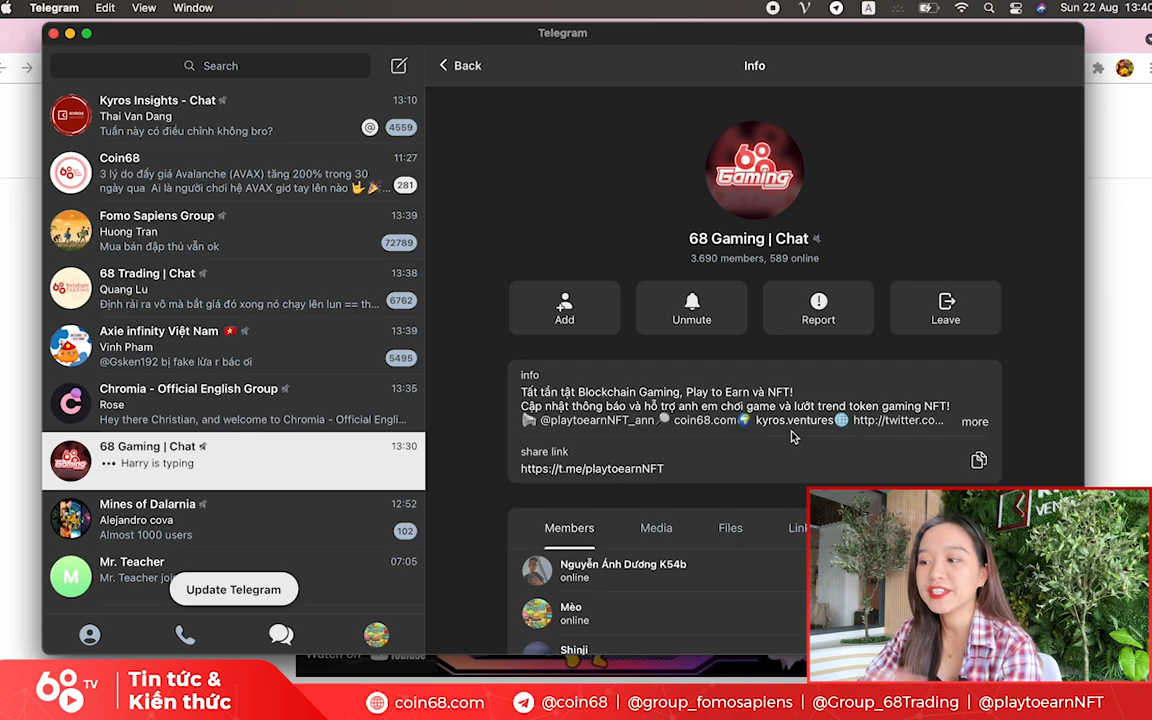 Telegram Edit View Window
A
Sun 22 Aug 13:40
Telegram
Search
Back
Info
KYROS
Kyros Insights - Chat
13:10
Thai Van Dang
Tuần này có điều chỉnh không bro?
@ 4559
68
Coin68
11:27
3 lý do đẩy giá Avalanche (AVAX) tăng 200% trong 30
ngày qua Ai là người chơi hệ AVAX giơ tay lên nào 🤟🎉...
281
Fomo Sapiens Group
13:39
Huong Tran
Mua bán đập thú vẫn ok
72789
68 Trading | Chat
13:38
Quang Lu
Định rải ra vô mà bắt giá đó xong nó chạy lên lun == th...
6762
Axie infinity Việt Nam 🇻🇳
13:39
Vinh Pham
@Gsken192 bị fake lừa r bác ơi
5495
Chromia - Official English Group
13:35
Rose
Hey there Christian, and welcome to Chromia - Official Engli...
68 Gaming | Chat
13:30
Harry is typing
Mines of Dalarnia
12:52
Alejandro cova
Almost 1000 users
102
M
Mr. Teacher
07:05
Mr. Teacher joi
Update Telegram
68
Gaming
68 Gaming | Chat
3.690 members, 589 online
Add
Unmute
Report
Leave
info
Tất tần tật Blockchain Gaming, Play to Earn và NFT!
Cập nhật thông báo và hỗ trợ anh em chơi game và lướt trend token gaming NFT!
@playtoearnNFT_ann coin68.com kyros.ventures http://twitter.co...
more
share link
https://t.me/playtoearnNFT
Members
Media
Files
Lin
Nguyễn Ánh Dương K54b
online
Mèo
online
Shinji
Watch on YouTube
68 TV
Tin tức &
Kiến thức
coin68.com
@coin68 | @group_fomosapiens | @Group_68Trading | @playtoearnNFT